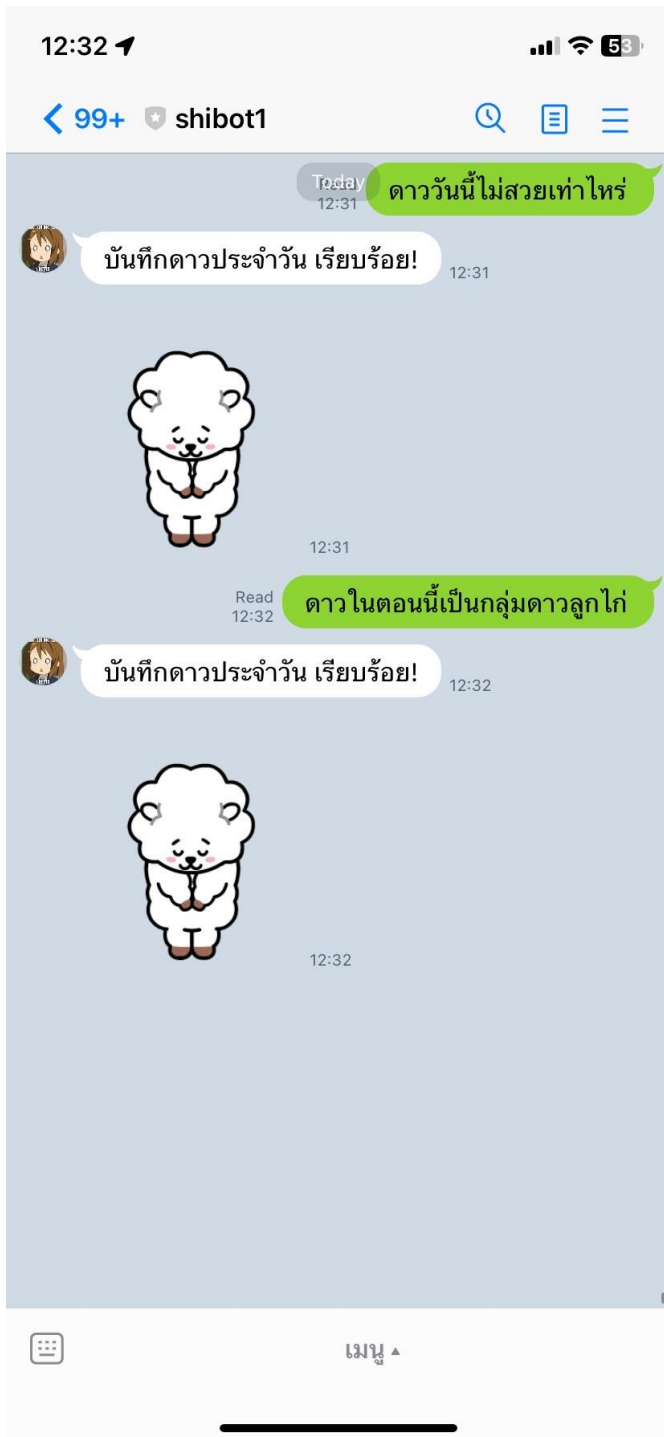 12:32
53
99+ shibot1
Today
Read
12:31
ดาววันนี้ไม่สวยเท่าไหร่
บันทึกดาวประจำวัน เรียบร้อย!
12:31
12:31
Read
12:32
ดาวในตอนนี้เป็นกลุ่มดาวลูกไก่
บันทึกดาวประจำวัน เรียบร้อย!
12:32
12:32
เมนู